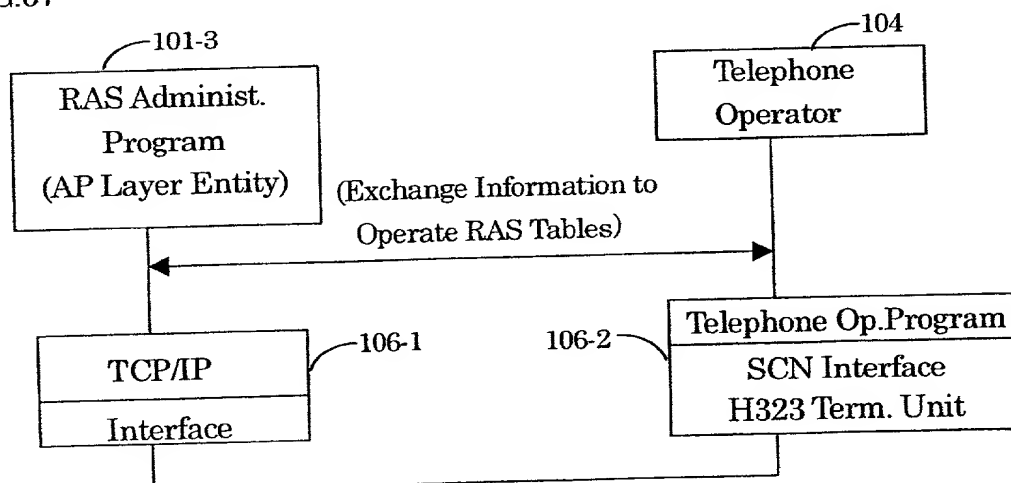 101-3
104
RAS Administ.
Program
(AP Layer Entity)
Telephone
Operator
(Exchange Information to
Operate RAS Tables)
106-1
106-2
TCP/IP
Interface
Telephone Op.Program
SCN Interface
H323 Term. Unit